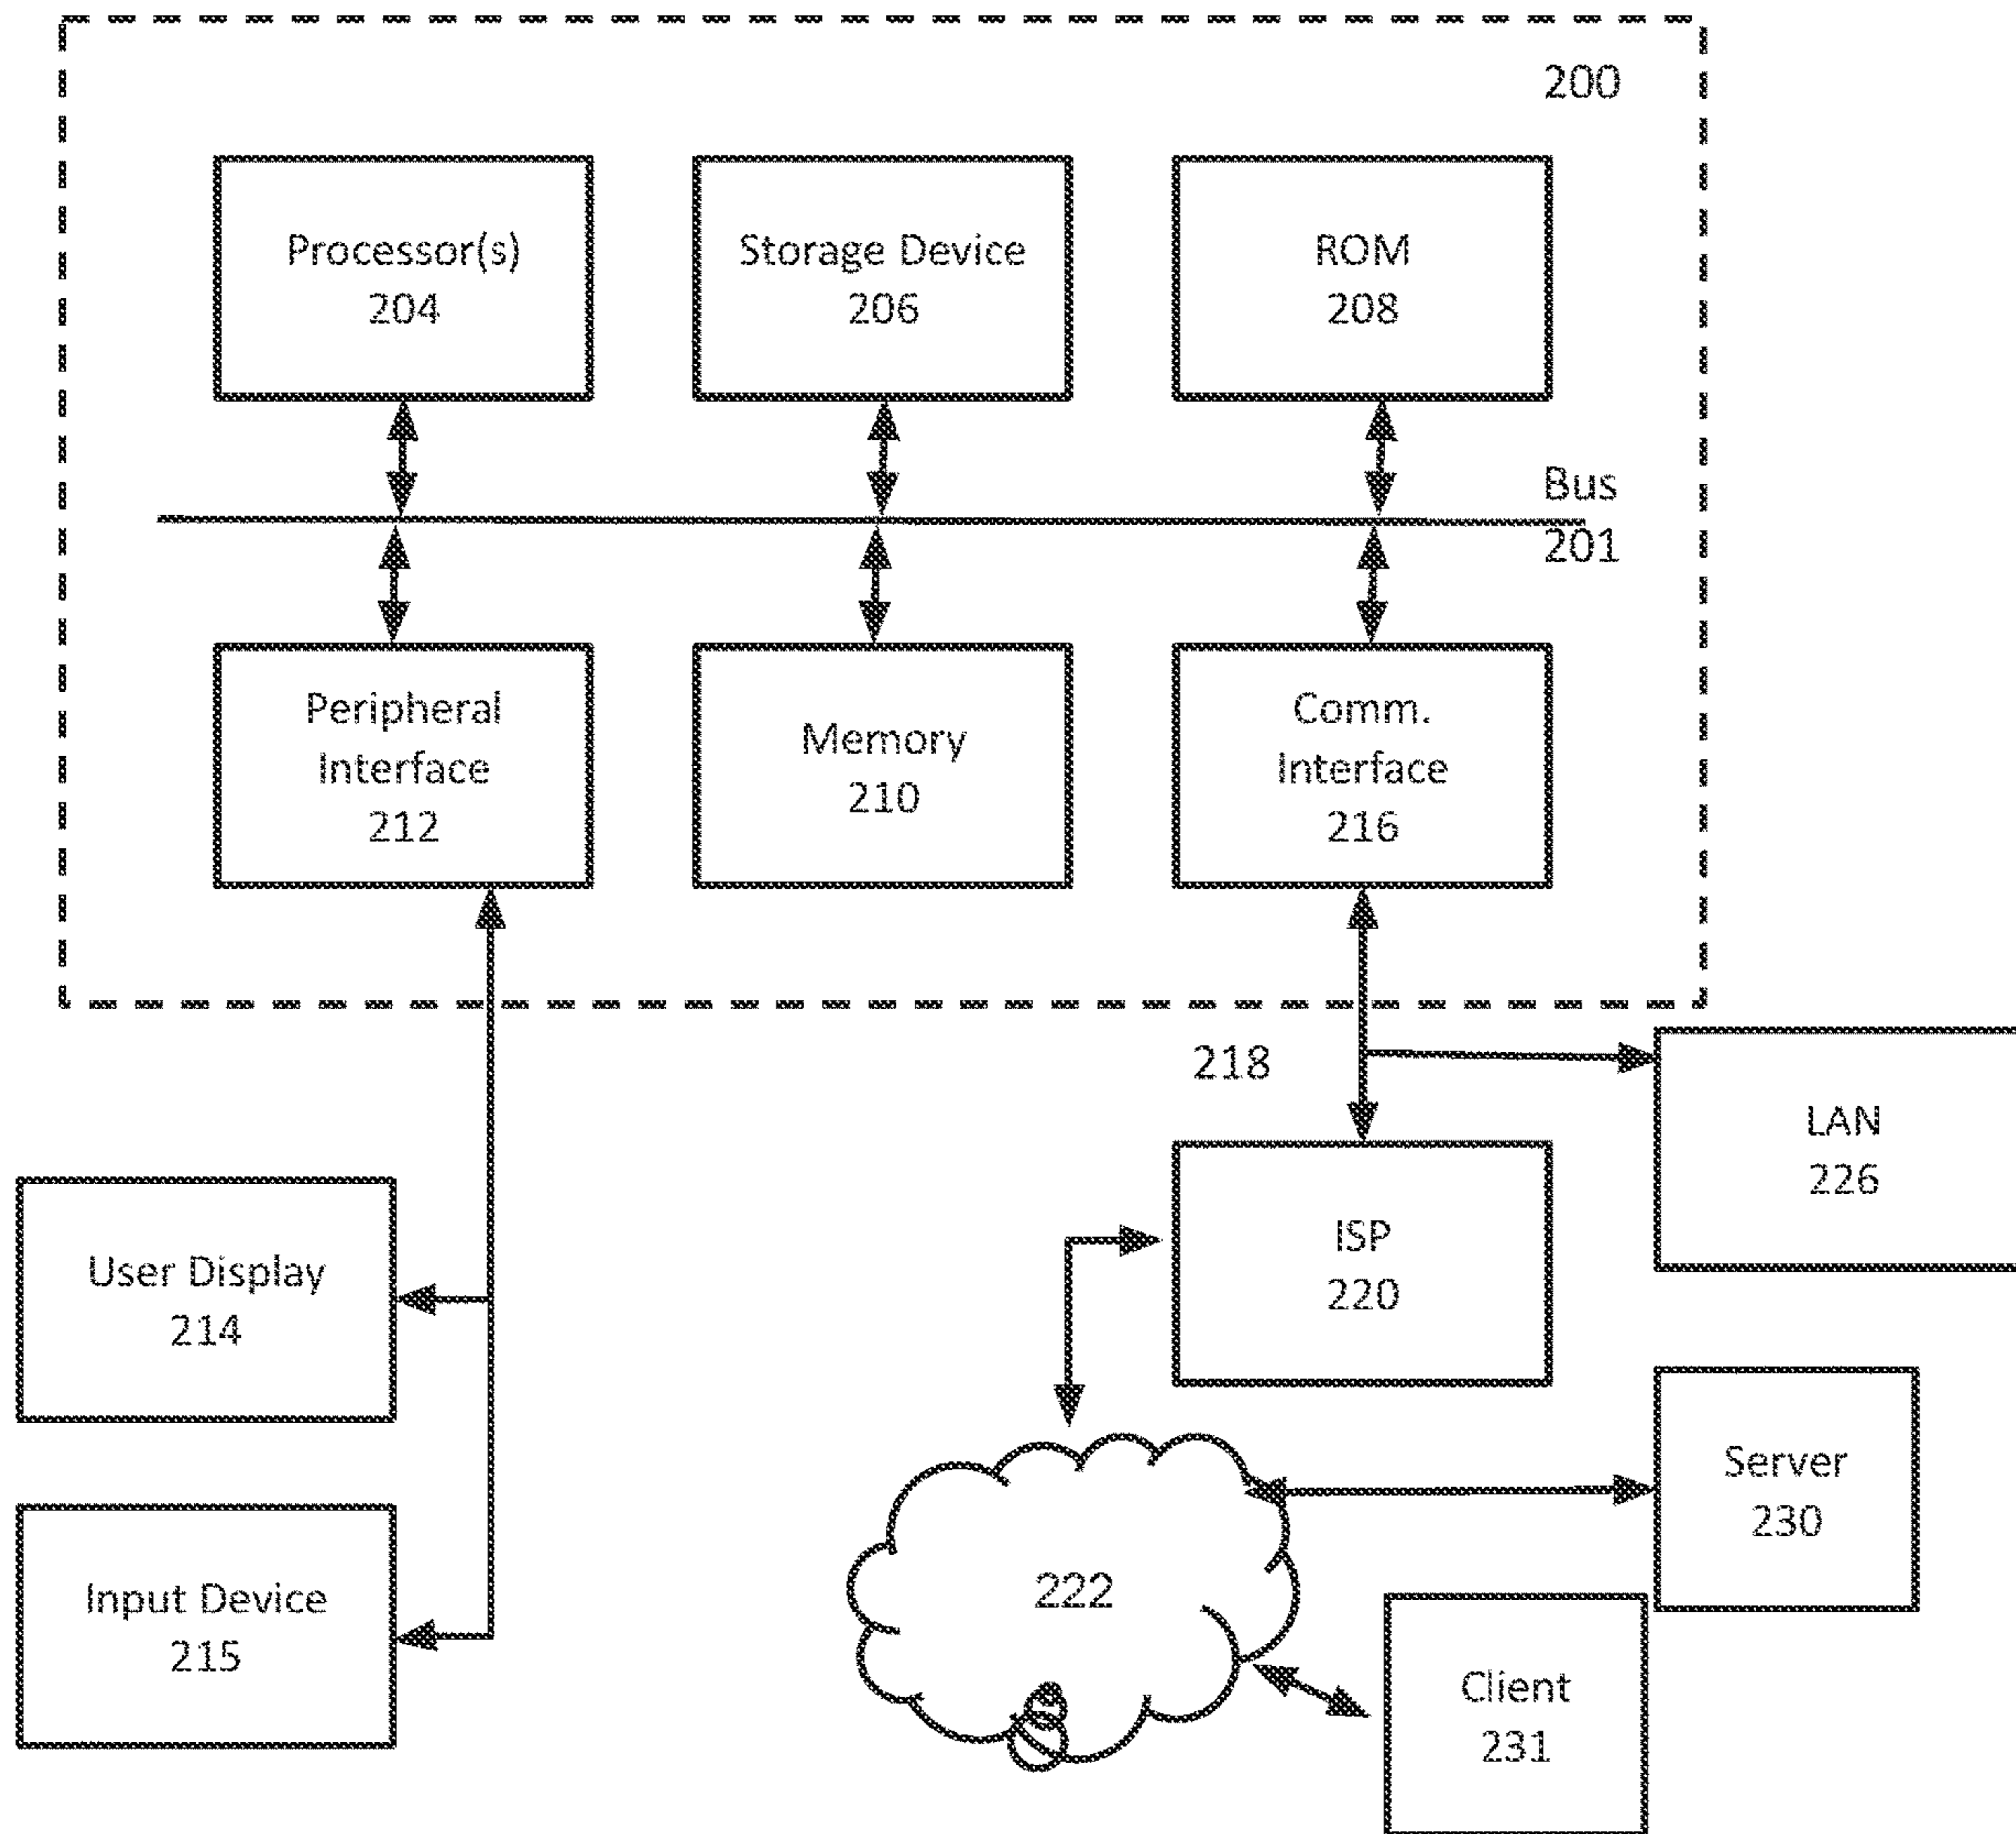 200
Processor(s)
204
Storage Device
206
ROM
208
Bus
201
Peripheral
Interface
212
Memory
210
Comm.
Interface
216
218
LAN
226
User Display
214
ISP
220
Server
230
Input Device
215
222
Client
231